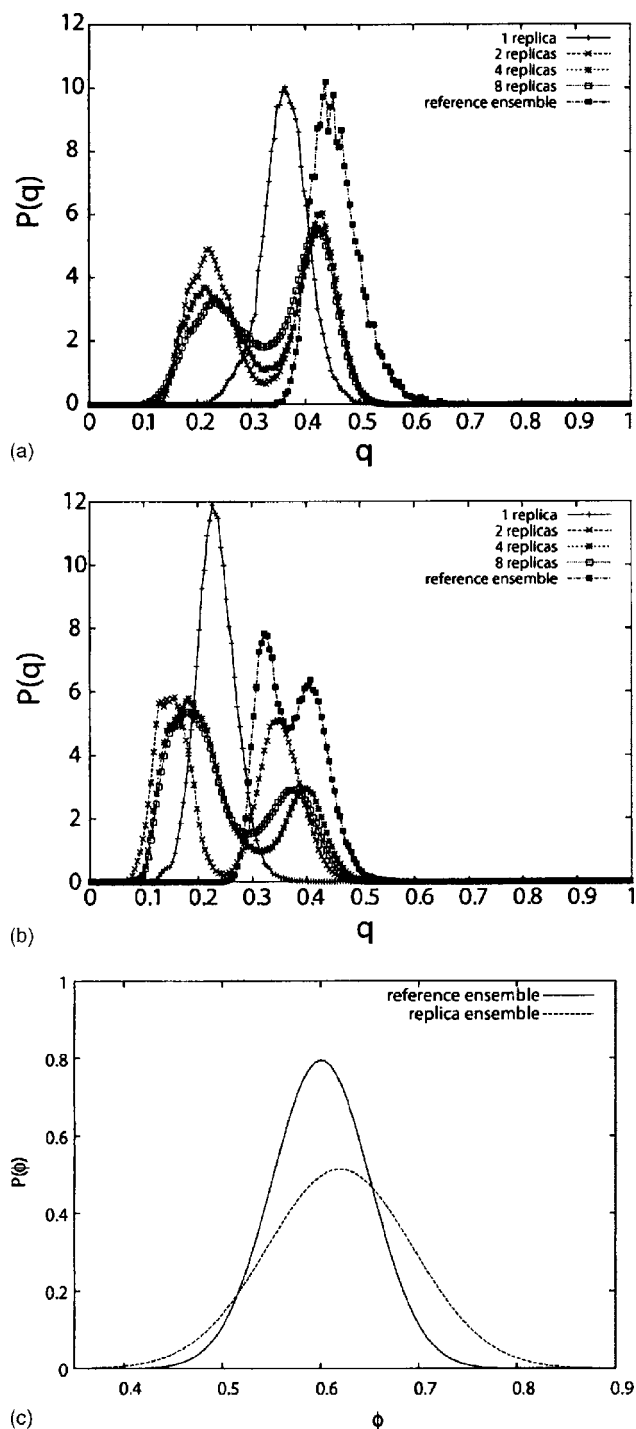 12
10
8
6
4
2
0
P(q)
1 replica
2 replicas
4 replicas
8 replicas
reference ensemble
0 0.1 0.2 0.3 0.4 0.5 0.6 0.7 0.8 0.9 1
q
(a)
12
10
8
6
4
2
0
P(q)
1 replica
2 replicas
4 replicas
8 replicas
reference ensemble
0 0.1 0.2 0.3 0.4 0.5 0.6 0.7 0.8 0.9 1
q
(b)
1
0.8
0.6
0.4
0.2
0
P(ϕ)
reference ensemble
replica ensemble
0.4 0.5 0.6 0.7 0.8 0.9
ϕ
(c)